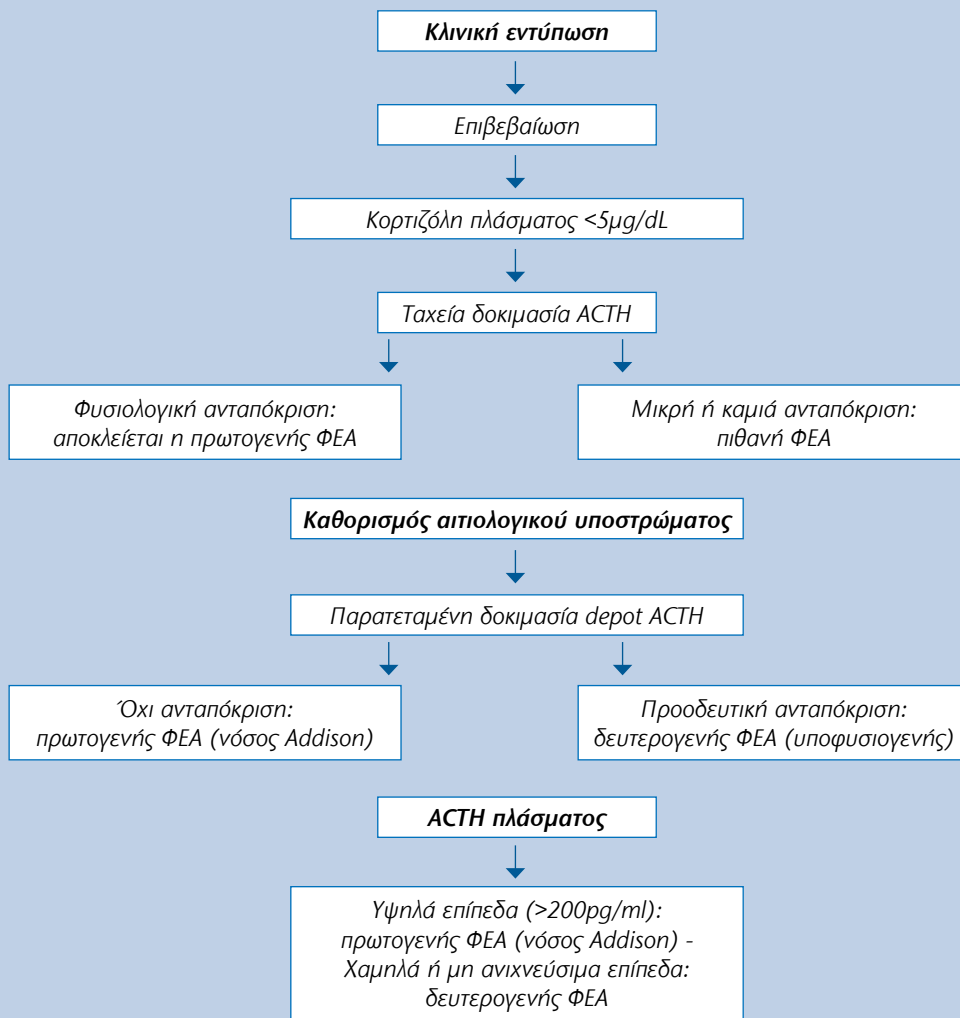 Κλινική εντύπωση
Επιβεβαίωση
Κορτιζόλη πλάσματος <5μg/dL
Ταχεία δοκιμασία ACTH
Φυσιολογική ανταπόκριση:
αποκλείεται η πρωτογενής ΦΕΑ
Μικρή ή καμιά ανταπόκριση:
πιθανή ΦΕΑ
Καθορισμός αιτιολογικού υποστρώματος
Παρατεταμένη δοκιμασία depot ACTH
Όχι ανταπόκριση:
πρωτογενής ΦΕΑ (νόσος Addison)
Προοδευτική ανταπόκριση:
δευτερογενής ΦΕΑ (υποφυσιογενής)
ACTH πλάσματος
Υψηλά επίπεδα (>200pg/ml):
πρωτογενής ΦΕΑ (νόσος Addison) -
Χαμηλά ή μη ανιχνεύσιμα επίπεδα:
δευτερογενής ΦΕΑ